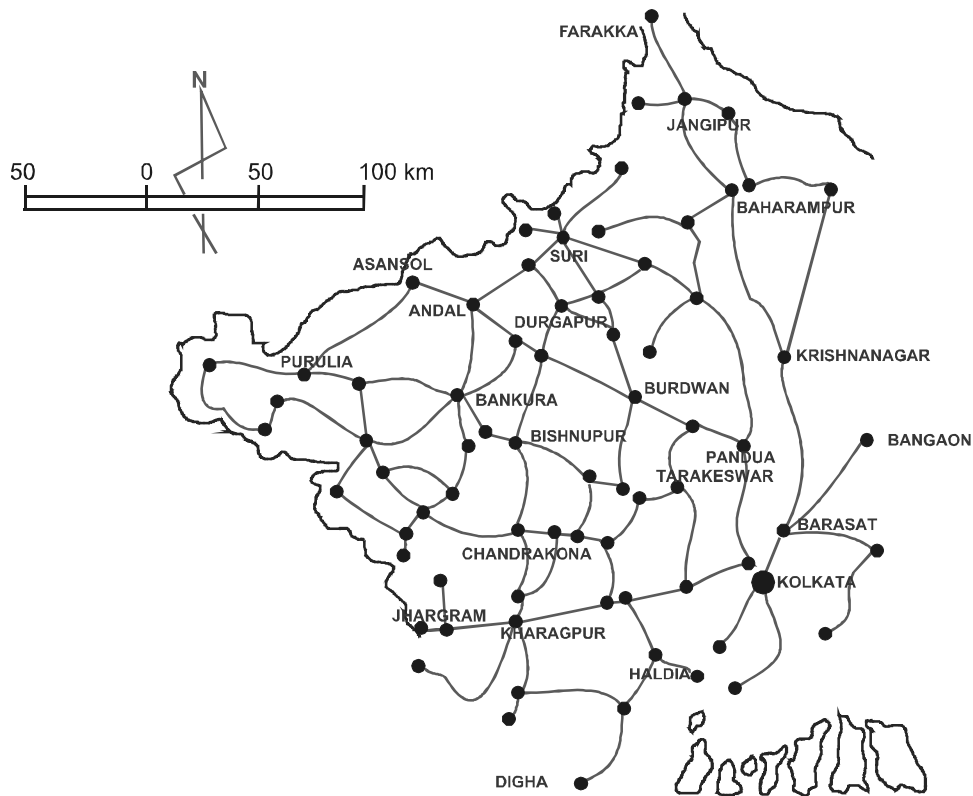 FARAKKA
N
JANGIPUR
50 0 50 100 km
BAHARAMPUR
SURI
ASANSOL
ANDAL
DURGAPUR
PURULIA
KRISHNANAGAR
BURDWAN
BANKURA
BISHNUPUR
BANGAON
PANDUA
TARAKESWAR
BARASAT
CHANDRAKONA
KOLKATA
JHARGRAM
KHARAGPUR
HALDIA
DIGHA